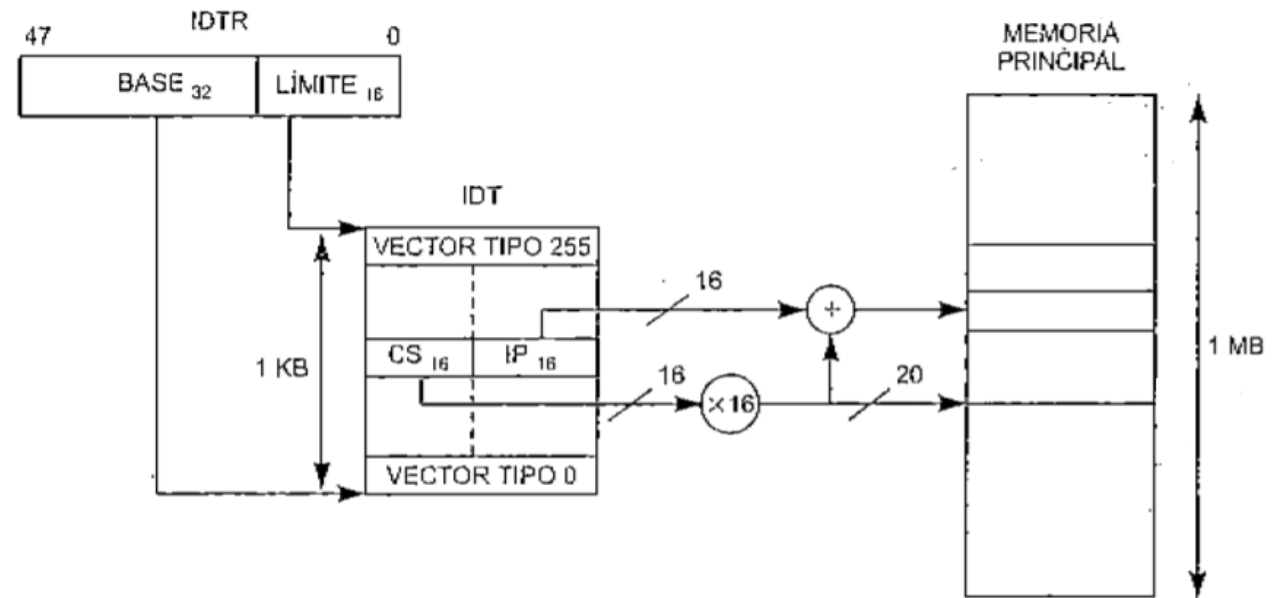 IDTR
47
0
BASE 32
LÍMITE 16
MEMORIA
PRINCIPAL
IDT
VECTOR TIPO 255
16
+
CS 16
IP 16
1 KB
16
×16
20
1 MB
VECTOR TIPO 0